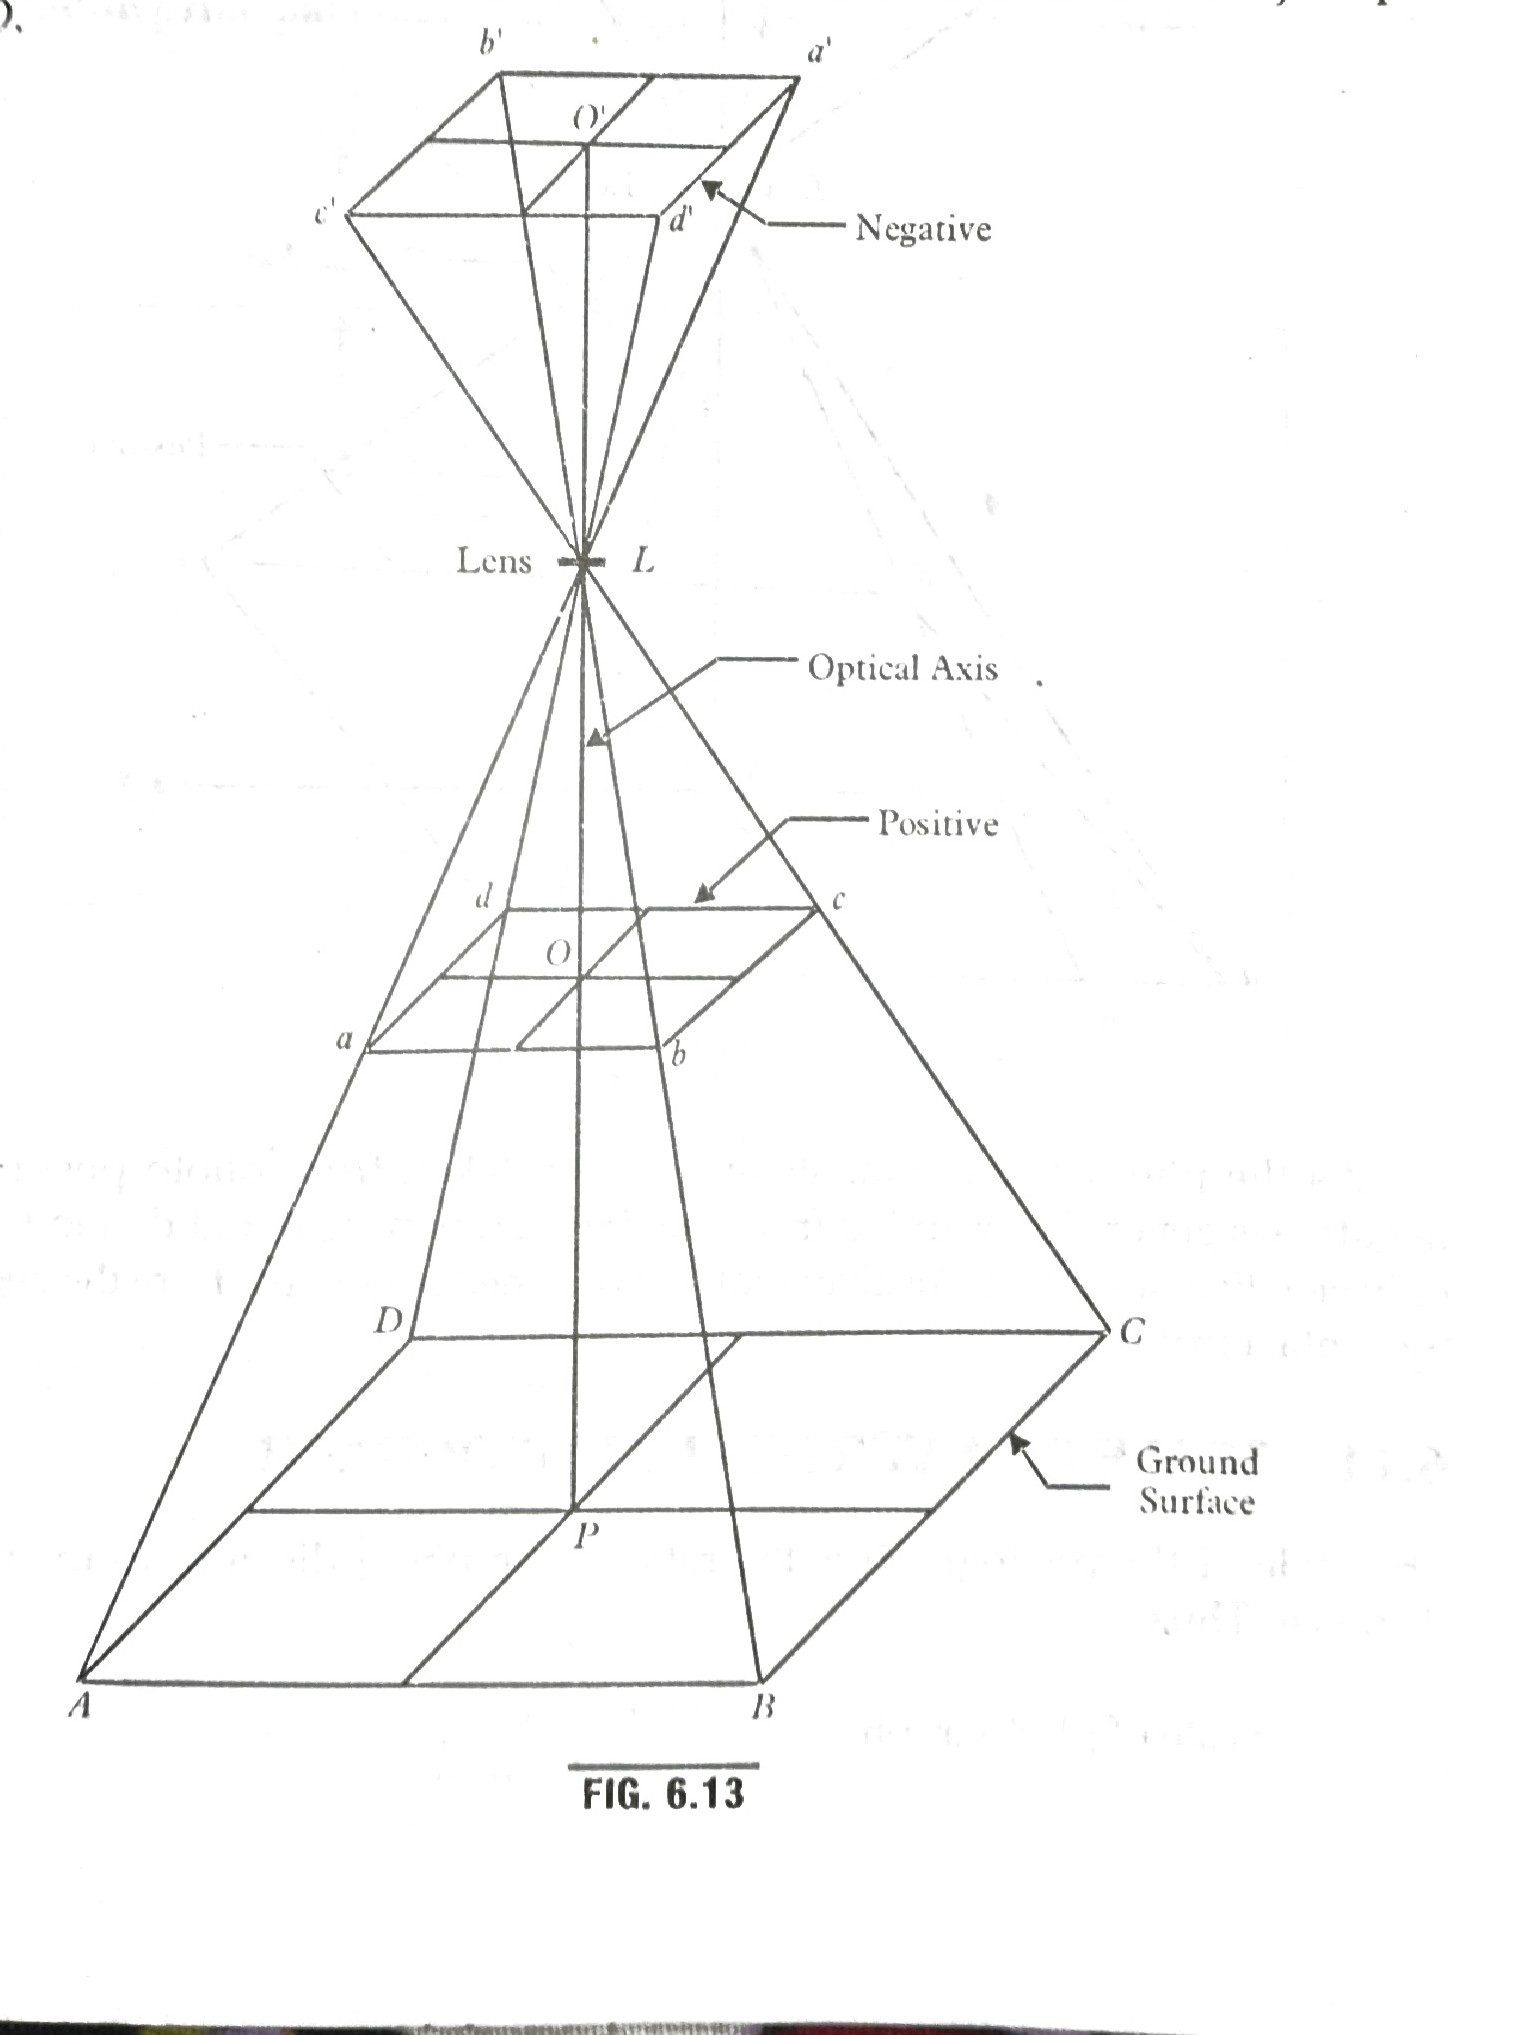 b'
a'
O'
c'
d'
Negative
Lens L
Optical Axis
Positive
d
c
O
a
b
D
C
Ground
Surface
P
A
B
FIG. 6.13